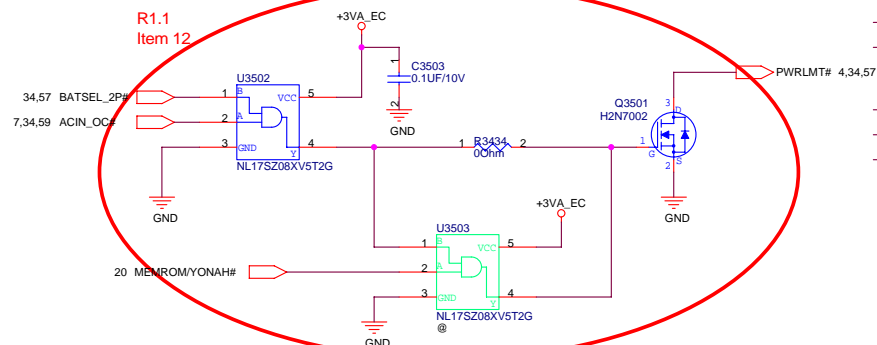 R1.1
Item 12
+3VA_EC
1
C3503
0.1UF/10V
2
GND
U3502
34,57 BATSEL_2P#
1
B
VCC
5
7,34,59 ACIN_OC#
2
A
3
GND
Y
4
NL17SZ08XV5T2G
GND
1
R3434
2
0Ohm
PWRLMT# 4,34,57
Q3501
H2N7002
3
D
1
G
S
2
GND
+3VA_EC
U3503
1
B
VCC
5
20 MEMROM/YONAH#
2
A
3
GND
Y
4
NL17SZ08XV5T2G
@
GND